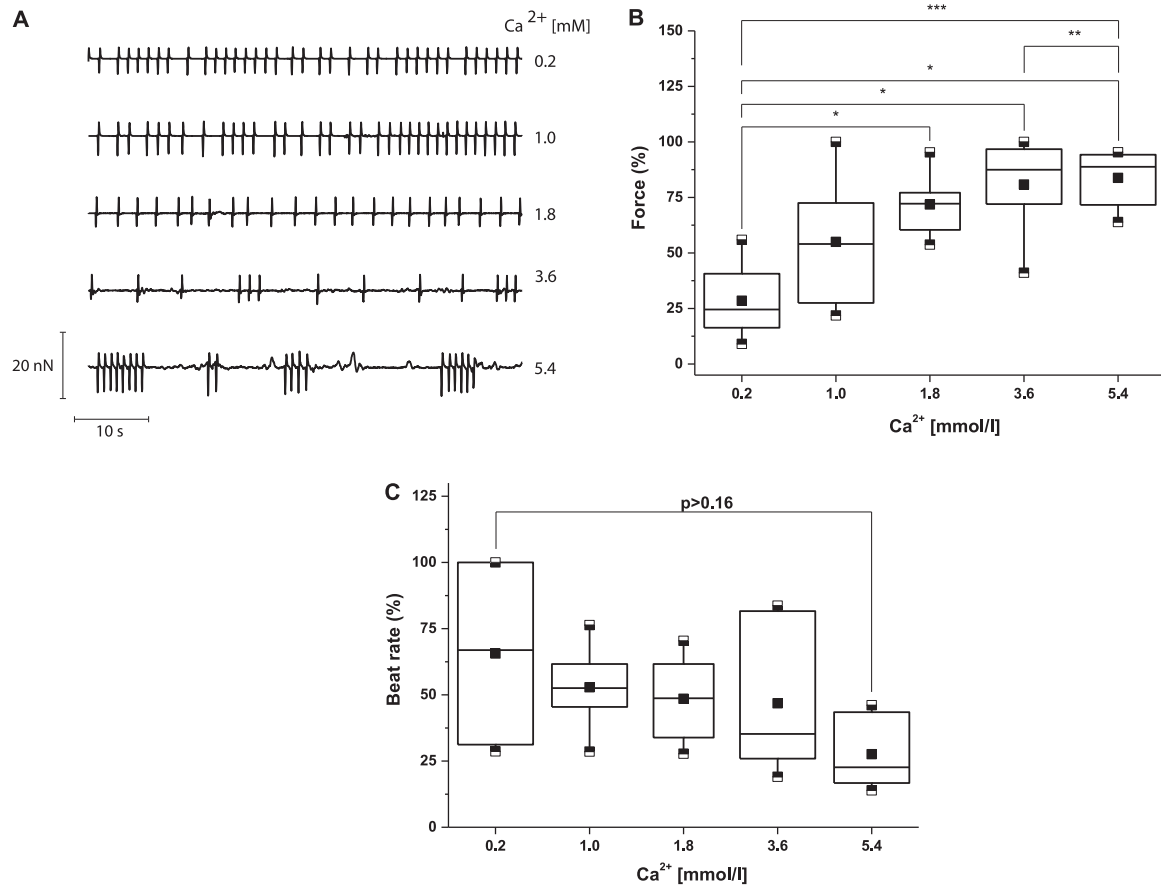 A
Ca 2+ [mM]
0.2
1.0
1.8
3.6
5.4
20 nN
10 s
B
***
**
*
*
*
150
125
100
75
50
25
0
Force (%)
0.2 1.0 1.8 3.6 5.4
Ca2+ [mmol/l]
C
p>0.16
125
100
75
50
25
0
Beat rate (%)
0.2 1.0 1.8 3.6 5.4
Ca2+ [mmol/l]